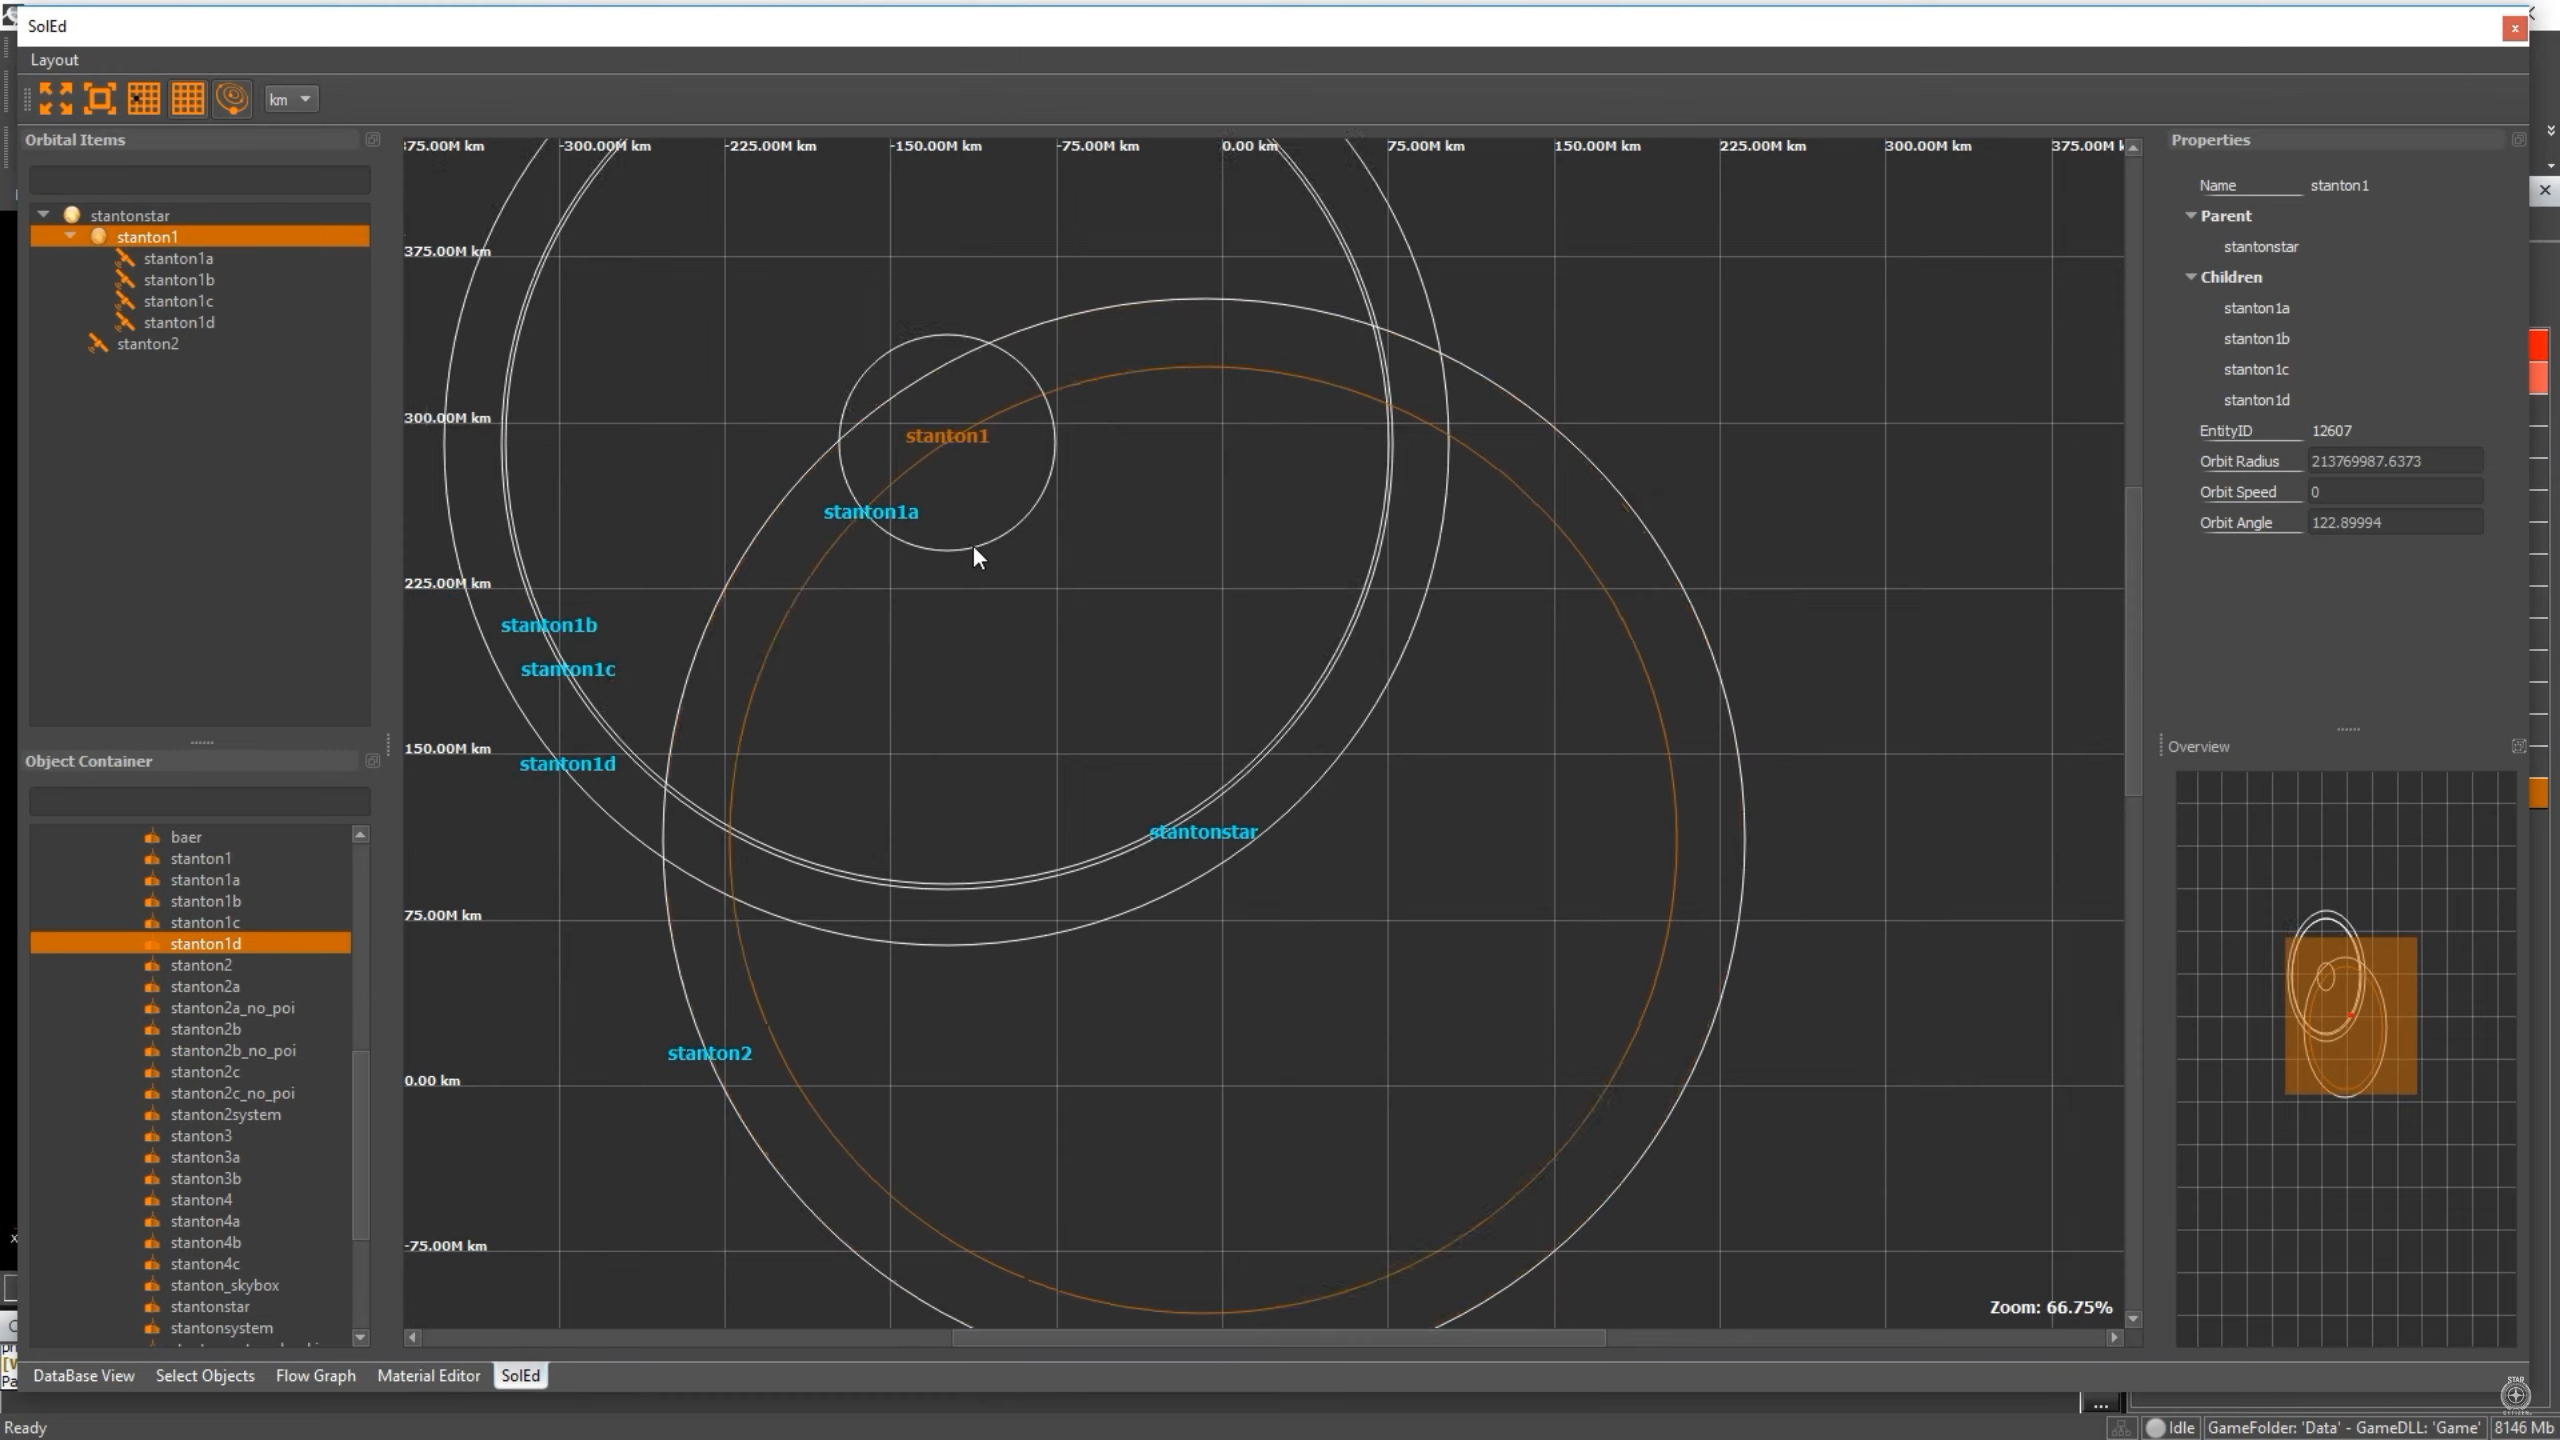 SolEd
x
Layout
km
Orbital Items
stantonstar
stanton1
stanton1a
stanton1b
stanton1c
stanton1d
stanton2
Object Container
baer
stanton1
stanton1a
stanton1b
stanton1c
stanton1d
stanton2
stanton2a
stanton2a_no_poi
stanton2b
stanton2b_no_poi
stanton2c
stanton2c_no_poi
stanton2system
stanton3
stanton3a
stanton3b
stanton4
stanton4a
stanton4b
stanton4c
stanton_skybox
stantonstar
stantonsystem
375.00M km -300.00M km -225.00M km -150.00M km -75.00M km 0.00 km 75.00M km 150.00M km 225.00M km 300.00M km 375.00M k
375.00M km
300.00M km
225.00M km
150.00M km
75.00M km
0.00 km
-75.00M km
stanton1
stanton1a
stanton1b
stanton1c
stanton1d
stantonstar
stanton2
Zoom: 66.75%
Properties
Name stanton1
Parent
stantonstar
Children
stanton1a
stanton1b
stanton1c
stanton1d
EntityID 12607
Orbit Radius 213769987.6373
Orbit Speed 0
Orbit Angle 122.89994
Overview
DataBase View Select Objects Flow Graph Material Editor SolEd
...
STAR
Ready
Idle GameFolder: 'Data' - GameDLL: 'Game' 8146 Mb